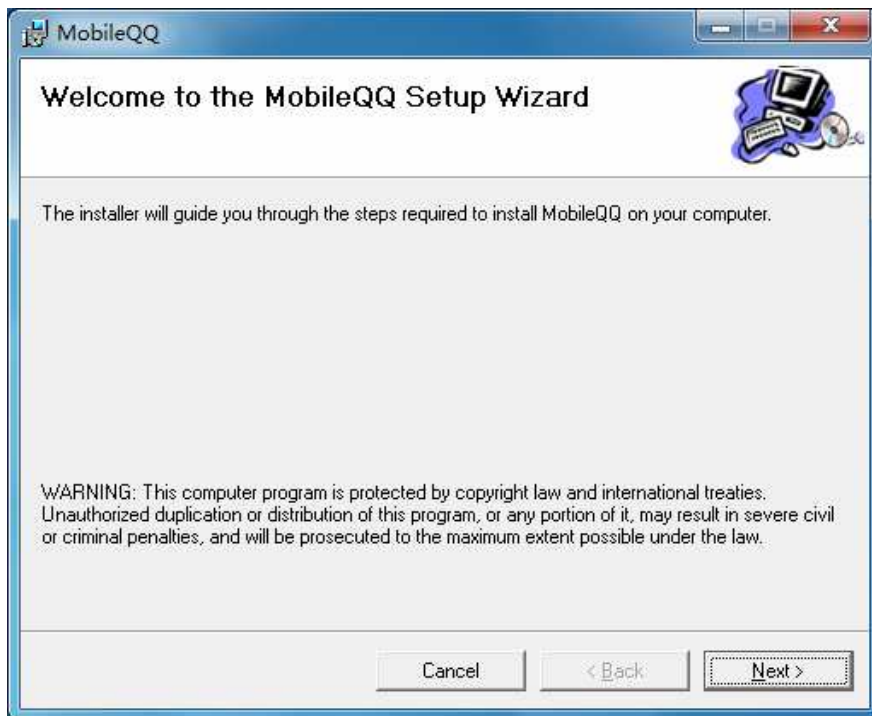 MobileQQ
Welcome to the MobileQQ Setup Wizard
The installer will guide you through the steps required to install MobileQQ on your computer.
WARNING: This computer program is protected by copyright law and international treaties.
Unauthorized duplication or distribution of this program, or any portion of it, may result in severe civil
or criminal penalties, and will be prosecuted to the maximum extent possible under the law.
Cancel < Back Next >